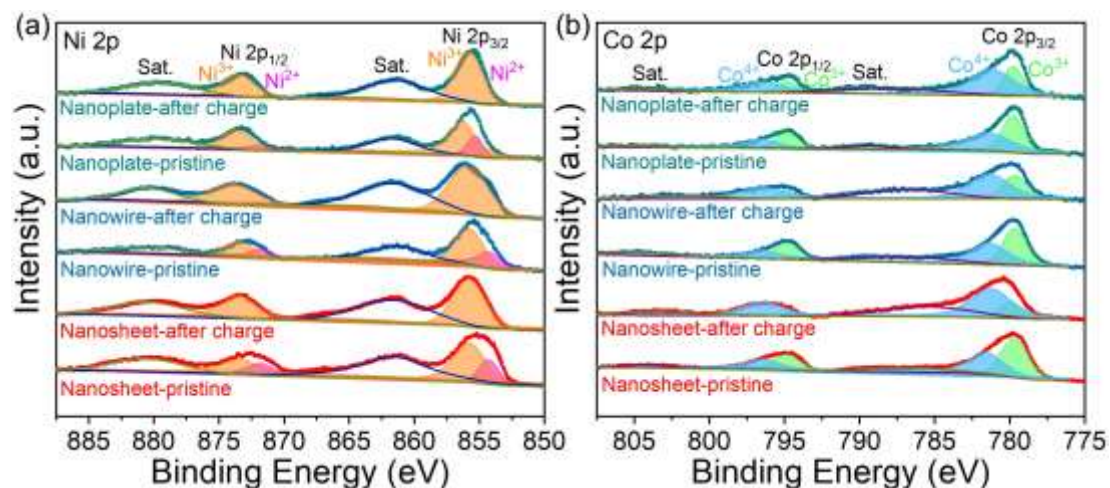 (a)
Ni 2p
Sat.
Ni³⁺
Ni 2p₁/₂
Ni²⁺
Sat.
Ni³⁺
Ni 2p₃/₂
Ni²⁺
Nanoplate-after charge
Nanoplate-pristine
Nanowire-after charge
Nanowire-pristine
Nanosheet-after charge
Nanosheet-pristine
Intensity (a.u.)
885 880 875 870 865 860 855 850
Binding Energy (eV)
(b)
Co 2p
Sat.
Co⁴⁺
Co 2p₁/₂
Co³⁺
Sat.
Co⁴⁺
Co 2p₃/₂
Co³⁺
Nanoplate-after charge
Nanoplate-pristine
Nanowire-after charge
Nanowire-pristine
Nanosheet-after charge
Nanosheet-pristine
Intensity (a.u.)
805 800 795 790 785 780 775
Binding Energy (eV)